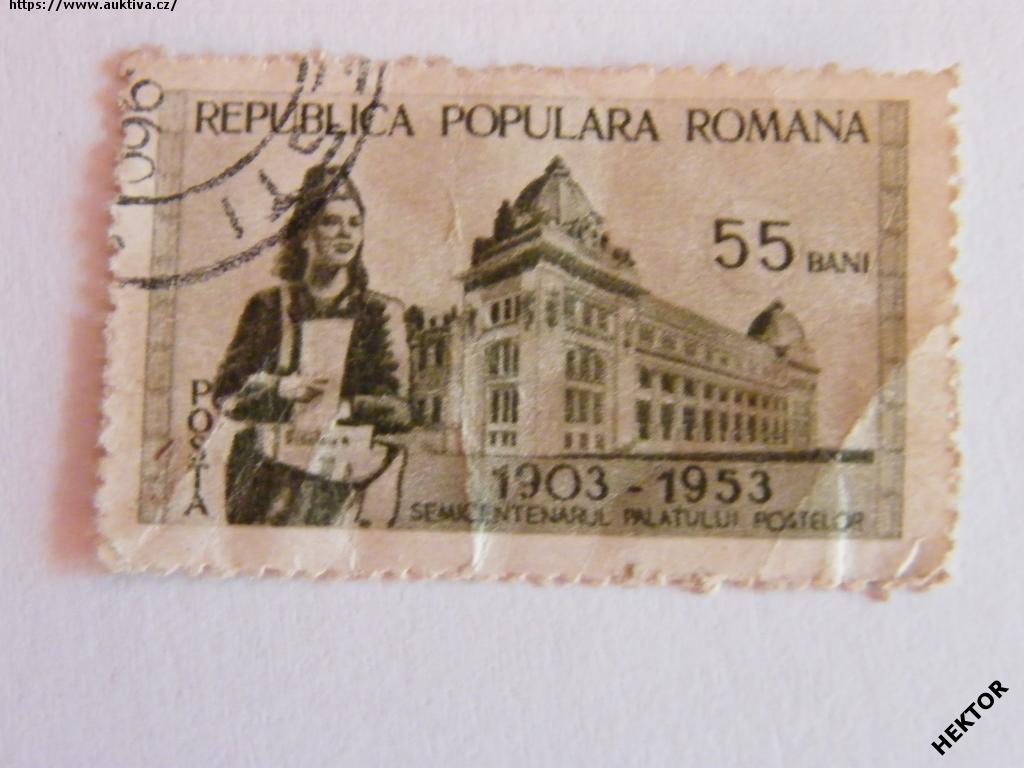 https://www.auktiva.cz/
REPUBLICA POPULARA ROMANA
55 BANI
POSTA
1903 - 1953
SEMICENTENARUL PALATULUI POSTELOR
HEKTOR